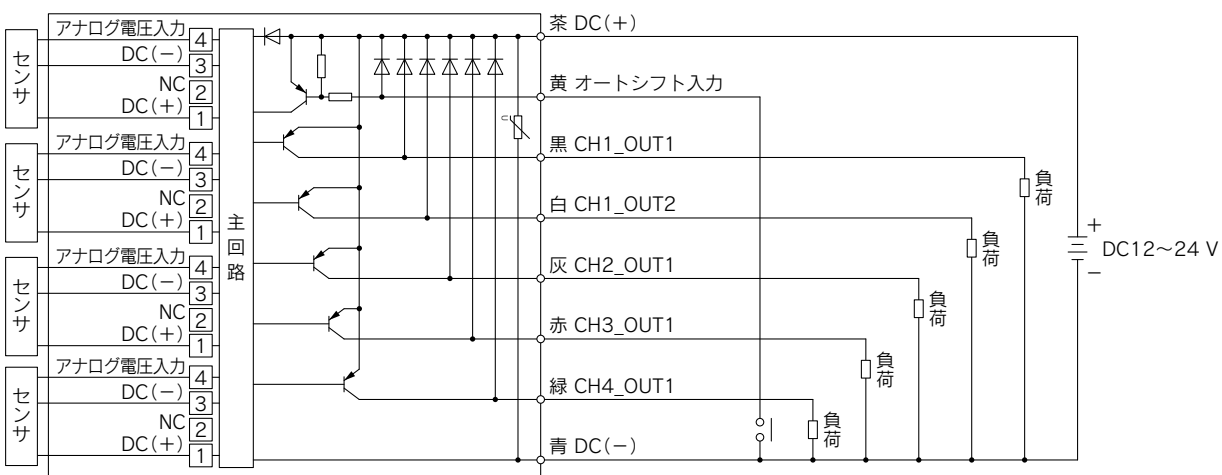 センサ
アナログ電圧入力 4
DC(−) 3
NC 2
DC(+) 1
センサ
アナログ電圧入力 4
DC(−) 3
NC 2
DC(+) 1
センサ
アナログ電圧入力 4
DC(−) 3
NC 2
DC(+) 1
センサ
アナログ電圧入力 4
DC(−) 3
NC 2
DC(+) 1
主回路
茶 DC(+)
黄 オートシフト入力
黒 CH1_OUT1
白 CH1_OUT2
灰 CH2_OUT1
赤 CH3_OUT1
緑 CH4_OUT1
青 DC(−)
負荷
負荷
負荷
負荷
負荷
+
DC12～24 V
−